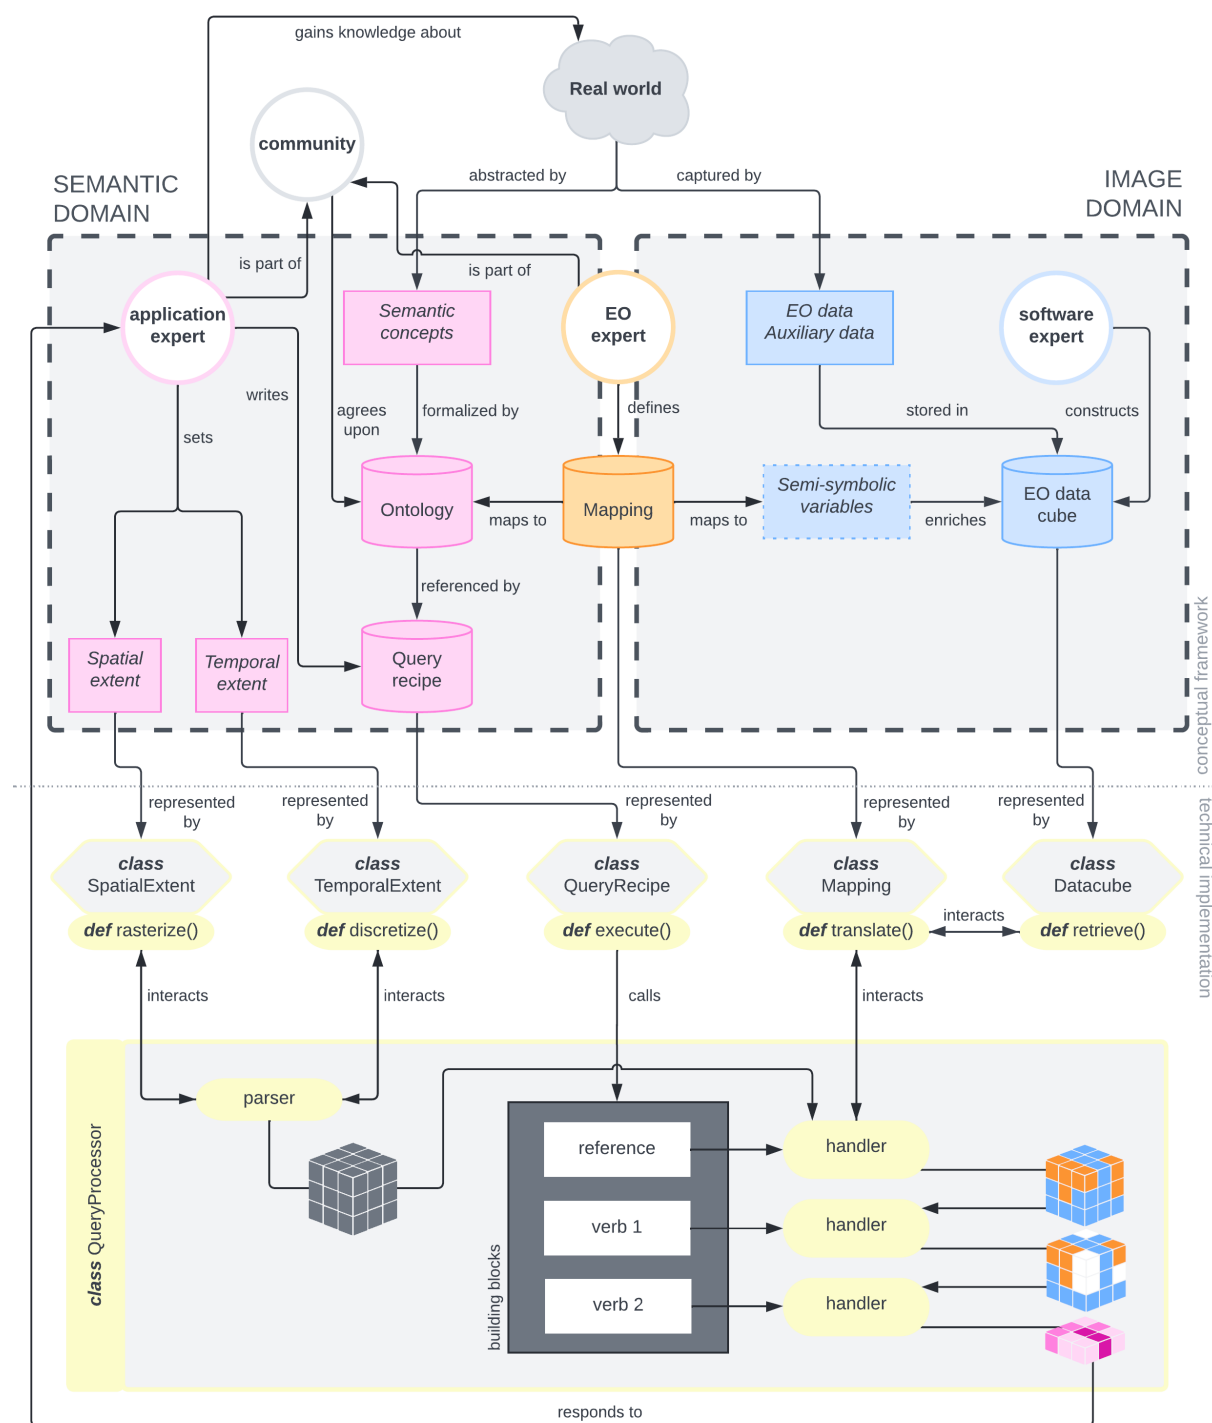 gains knowledge about
Real world
community
abstracted by
captured by
SEMANTIC
DOMAIN
IMAGE
DOMAIN
is part of
is part of
application
expert
Semantic
concepts
EO
expert
EO data
Auxiliary data
software
expert
writes
agrees
upon
formalized by
defines
stored in
constructs
sets
Ontology
maps to
Mapping
maps to
Semi-symbolic
variables
enriches
EO data
cube
referenced by
Spatial
extent
Temporal
extent
Query
recipe
conceptual framework
technical implementation
represented
by
represented
by
represented
by
represented
by
represented
by
class
SpatialExtent
def rasterize()
class
TemporalExtent
def discretize()
class
QueryRecipe
def execute()
class
Mapping
def translate()
interacts
class
Datacube
def retrieve()
interacts
interacts
calls
interacts
class QueryProcessor
parser
building blocks
reference
handler
verb 1
handler
verb 2
handler
responds to